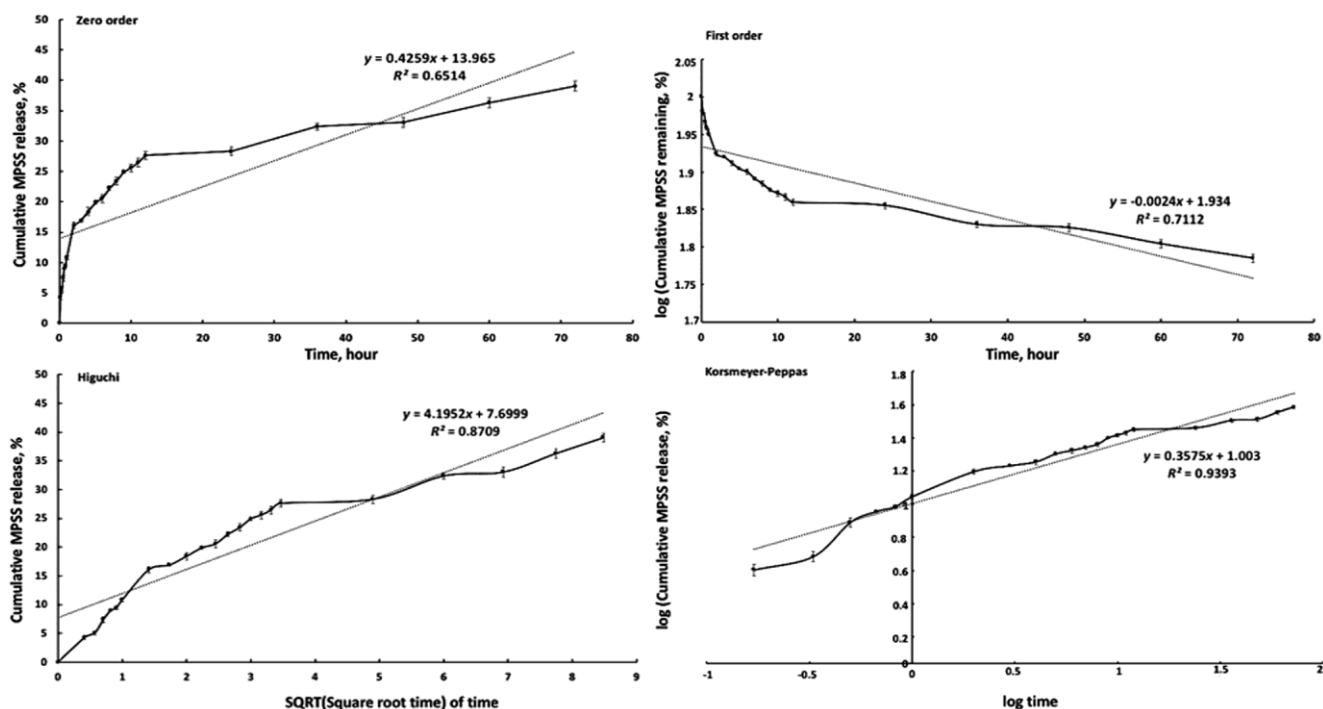 Zero order
50
45
40
35
30
25
20
15
10
5
0
Cumulative MPSS release, %
y = 0.4259x + 13.965
R² = 0.6514
0 10 20 30 40 50 60 70 80
Time, hour
First order
2.05
2
1.95
1.9
1.85
1.8
1.75
1.7
log (Cumulative MPSS remaining, %)
y = -0.0024x + 1.934
R² = 0.7112
0 10 20 30 40 50 60 70 80
Time, hour
Higuchi
50
45
40
35
30
25
20
15
10
5
0
Cumulative MPSS release, %
y = 4.1952x + 7.6999
R² = 0.8709
0 1 2 3 4 5 6 7 8 9
SQRT(Square root time) of time
Korsmeyer-Peppas
1.8
1.6
1.4
1.2
1.0
0.8
0.6
0.4
0.2
0
log (Cumulative MPSS release, %)
y = 0.3575x + 1.003
R² = 0.9393
-1 -0.5 0 0.5 1 1.5 2
log time